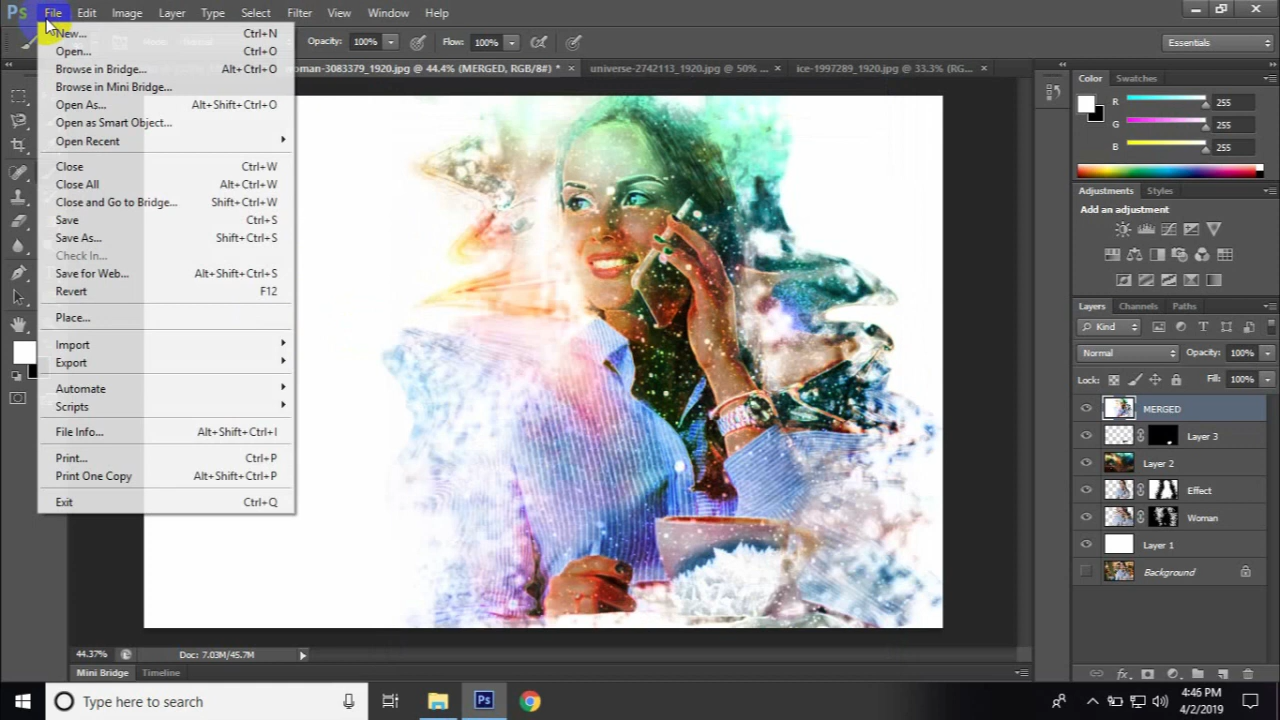 Ps File Edit Image Layer Type Select Filter View Window Help
Opacity: 100% Flow: 100% Essentials
woman-3083379_1920.jpg @ 44.4% (MERGED, RGB/8#) * × universe-2742113_1920.jpg @ 50% ... × ice-1997289_1920.jpg @ 33.3% (RG... ×
New... Ctrl+N
Open... Ctrl+O
Browse in Bridge... Alt+Ctrl+O
Browse in Mini Bridge...
Open As... Alt+Shift+Ctrl+O
Open as Smart Object...
Open Recent
Close Ctrl+W
Close All Alt+Ctrl+W
Close and Go to Bridge... Shift+Ctrl+W
Save Ctrl+S
Save As... Shift+Ctrl+S
Check In...
Save for Web... Alt+Shift+Ctrl+S
Revert F12
Place...
Import
Export
Automate
Scripts
File Info... Alt+Shift+Ctrl+I
Print... Ctrl+P
Print One Copy Alt+Shift+Ctrl+P
Exit Ctrl+Q
Color Swatches
R 255
G 255
B 255
Adjustments Styles
Add an adjustment
Layers Channels Paths
Kind
Normal Opacity: 100%
Lock: Fill: 100%
MERGED
Layer 3
Layer 2
Effect
Woman
Layer 1
Background
44.37% Doc: 7.03M/45.7M
Mini Bridge Timeline
Type here to search
Ps
4:46 PM
4/2/2019